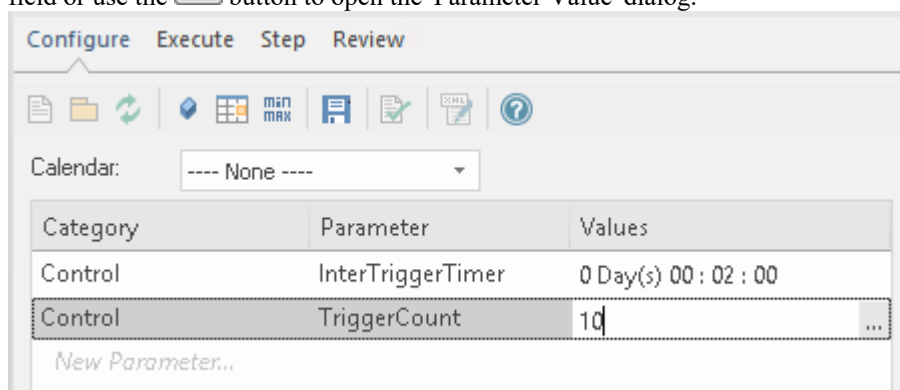 field or use the button to open the 'Parameter Value' dialog.
Configure Execute Step Review
min
max
XML
?
Calendar: ---- None ----
Category Parameter Values
Control InterTriggerTimer 0 Day(s) 00 : 02 : 00
Control TriggerCount 10 ...
New Parameter...